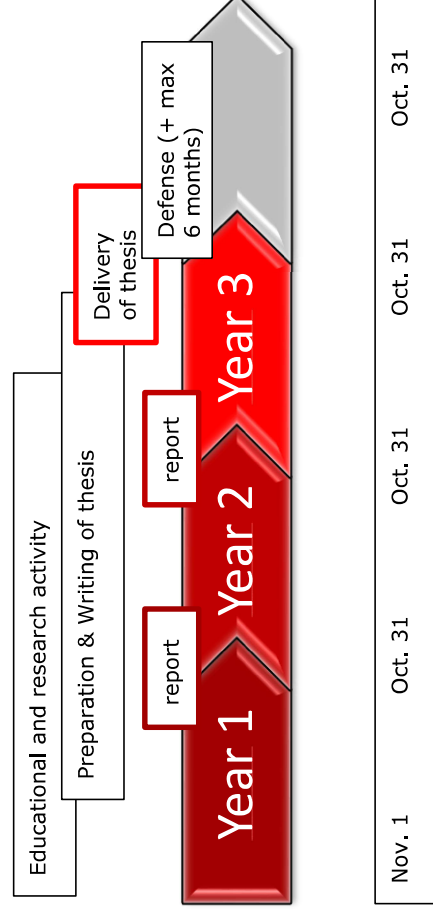 Educational and research activity
Preparation & Writing of thesis
Delivery
of thesis
Defense (+ max
6 months)
report
report
Year 1
Year 2
Year 3
Nov. 1
Oct. 31
Oct. 31
Oct. 31
Oct. 31